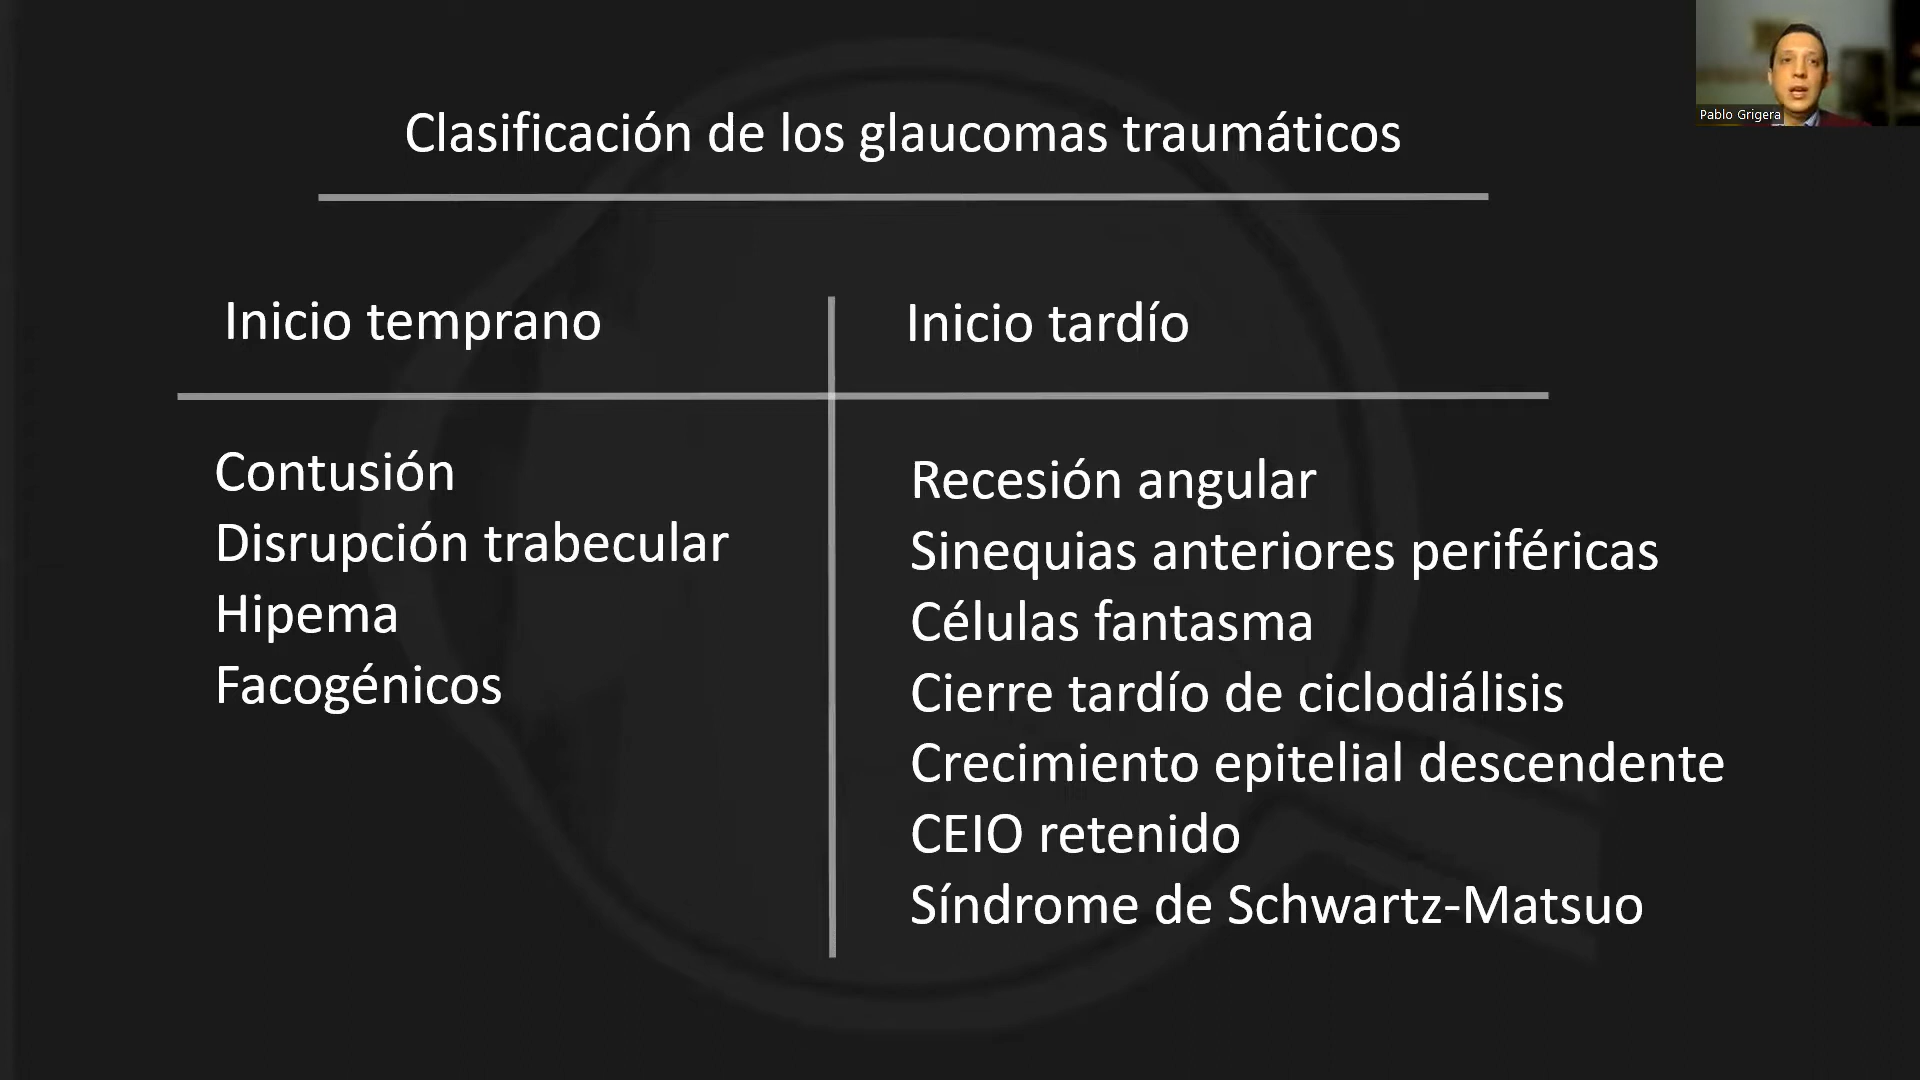 Clasificación de los glaucomas traumáticos
Pablo Grigera
Inicio temprano
Contusión
Disrupción trabecular
Hipema
Facogénicos
Inicio tardío
Recesión angular
Sinequias anteriores periféricas
Células fantasma
Cierre tardío de ciclodiálisis
Crecimiento epitelial descendente
CEIO retenido
Síndrome de Schwartz-Matsuo